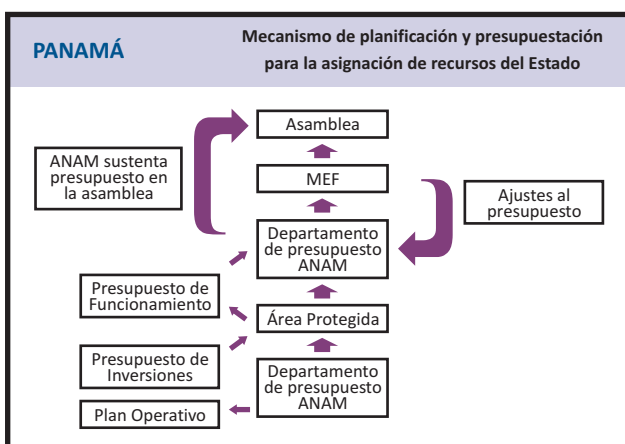 PANAMÁ
Mecanismo de planificación y presupuestación
para la asignación de recursos del Estado
Asamblea
ANAM sustenta
presupuesto en
la asamblea
MEF
Ajustes al
presupuesto
Departamento
de presupuesto
ANAM
Presupuesto de
Funcionamiento
Área Protegida
Presupuesto de
Inversiones
Departamento
de presupuesto
ANAM
Plan Operativo